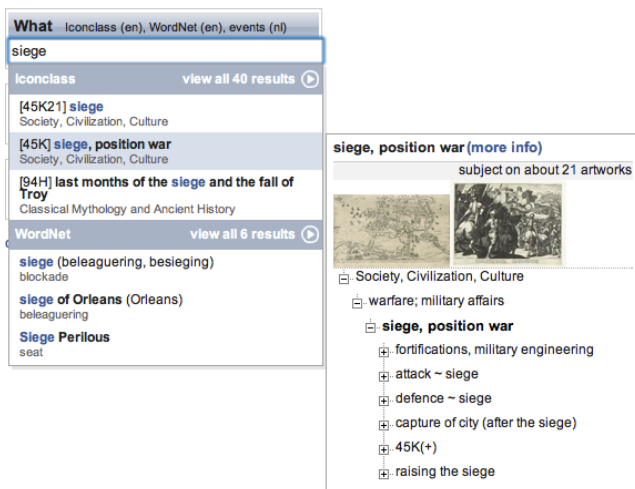 What Iconclass (en), WordNet (en), events (nl)
siege
Iconclass view all 40 results
[45K21] siege
Society, Civilization, Culture
[45K] siege, position war
Society, Civilization, Culture
[94H] last months of the siege and the fall of
Troy
Classical Mythology and Ancient History
WordNet view all 6 results
siege (beleaguering, besieging)
blockade
siege of Orleans (Orleans)
beleaguering
Siege Perilous
seat
siege, position war (more info)
subject on about 21 artworks
Society, Civilization, Culture
warfare; military affairs
siege, position war
fortifications, military engineering
attack ~ siege
defence ~ siege
capture of city (after the siege)
45K(+)
raising the siege